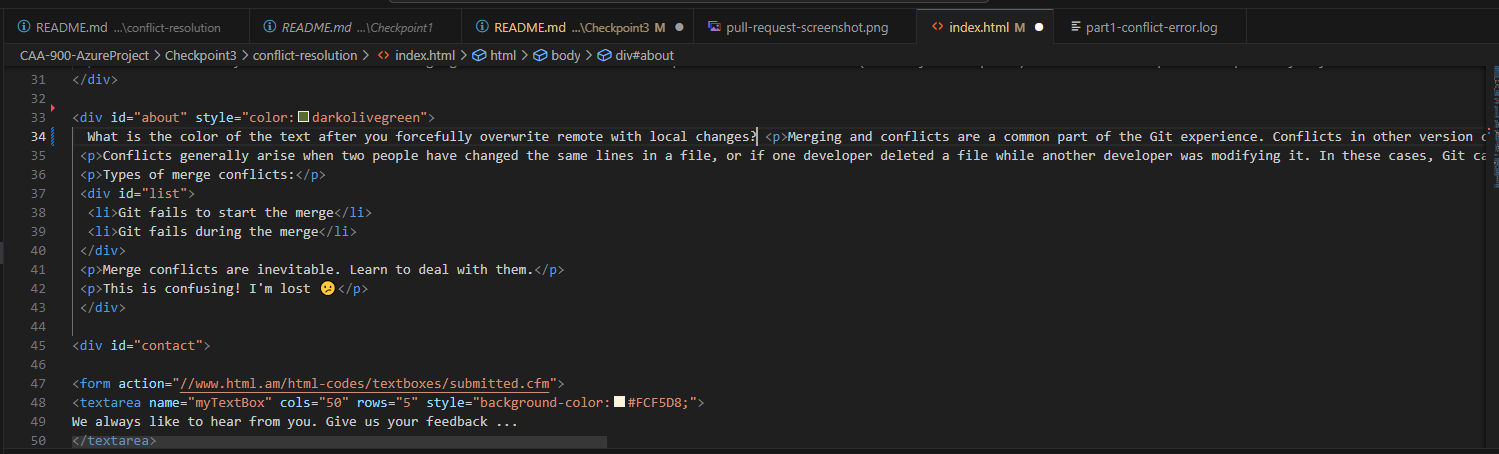 README.md ...\conflict-resolution
README.md ...\Checkpoint1
README.md ...\Checkpoint3 M
pull-request-screenshot.png
index.html M
part1-conflict-error.log
CAA-900-AzureProject > Checkpoint3 > conflict-resolution > index.html > html > body > div#about
31 </div>
32
33 <div id="about" style="color:darkolivegreen">
34 What is the color of the text after you forcefully overwrite remote with local changes? <p>Merging and conflicts are a common part of the Git experience. Conflicts in other version
35 <p>Conflicts generally arise when two people have changed the same lines in a file, or if one developer deleted a file while another developer was modifying it. In these cases, Git ca
36 <p>Types of merge conflicts:</p>
37 <div id="list">
38 <li>Git fails to start the merge</li>
39 <li>Git fails during the merge</li>
40 </div>
41 <p>Merge conflicts are inevitable. Learn to deal with them.</p>
42 <p>This is confusing! I'm lost 😕</p>
43 </div>
44
45 <div id="contact">
46
47 <form action="//www.html.am/html-codes/textboxes/submitted.cfm">
48 <textarea name="myTextBox" cols="50" rows="5" style="background-color:#FCF5D8;">
49 We always like to hear from you. Give us your feedback ...
50 </textarea>